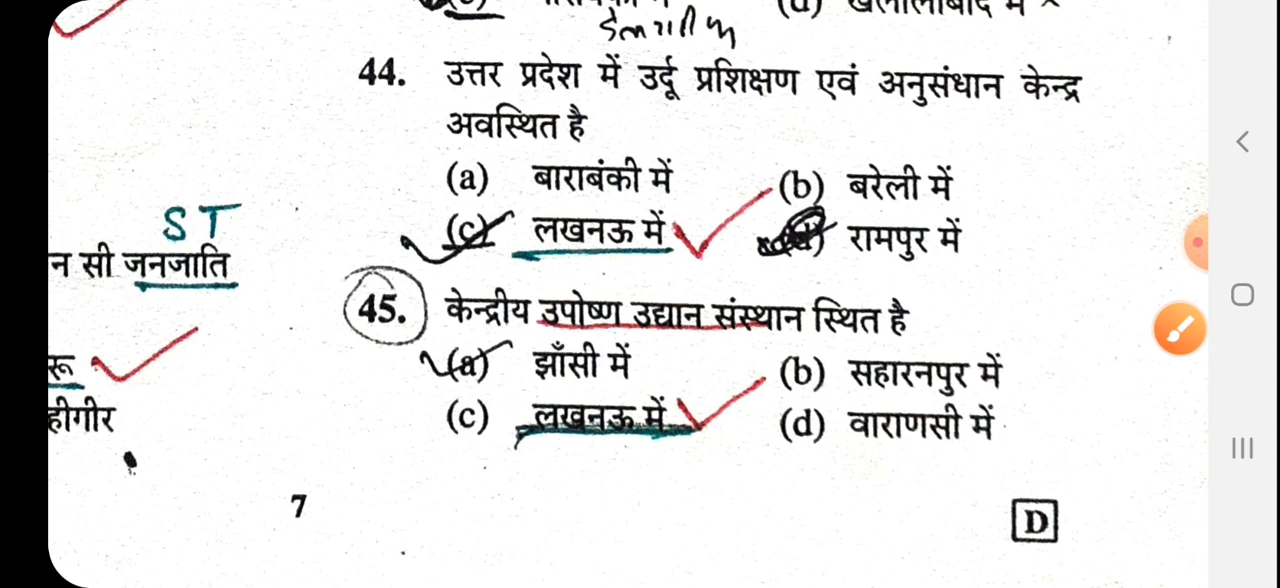 (d) खलीलाबाद में ×
44. उत्तर प्रदेश में उर्दू प्रशिक्षण एवं अनुसंधान केन्द्र
अवस्थित है
(a) बाराबंकी में (b) बरेली में
(c) लखनऊ में (d) रामपुर में
ST
न सी जनजाति
45. केन्द्रीय उपोष्ण उद्यान संस्थान स्थित है
रू
(a) झाँसी में (b) सहारनपुर में
हीगीर
(c) लखनऊ में (d) वाराणसी में
7
D